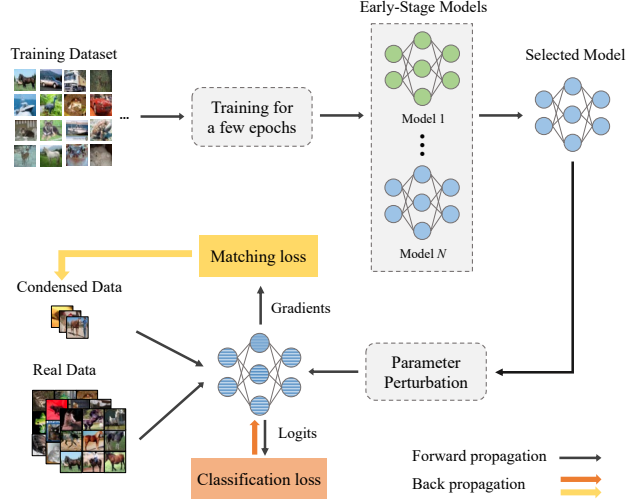 Early-Stage Models
Training Dataset
Selected Model
...
Training for
a few epochs
Model 1
Model N
Matching loss
Condensed Data
Gradients
Real Data
Parameter
Perturbation
Logits
Classification loss
Forward propagation
Back propagation